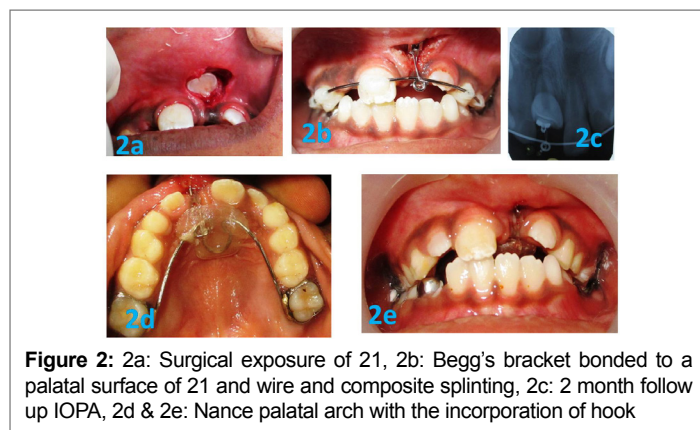 2a
2b
2c
2d
2e
Figure 2: 2a: Surgical exposure of 21, 2b: Begg's bracket bonded to a
palatal surface of 21 and wire and composite splinting, 2c: 2 month follow
up IOPA, 2d & 2e: Nance palatal arch with the incorporation of hook